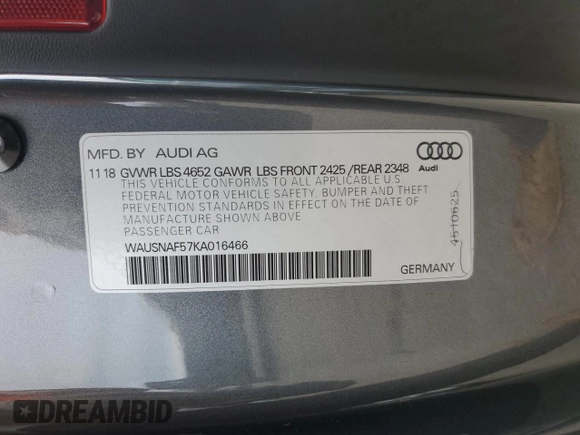 MFD. BY AUDI AG
Audi
11 18 GVWR LBS 4652 GAWR LBS FRONT 2425 /REAR 2348
THIS VEHICLE CONFORMS TO ALL APPLICABLE U.S
FEDERAL MOTOR VEHICLE SAFETY, BUMPER AND THEFT
PREVENTION STANDARDS IN EFFECT ON THE DATE OF
MANUFACTURE SHOWN ABOVE
PASSENGER CAR
WAUSNAF57KA016466
GERMANY
4510625
DREAMBID